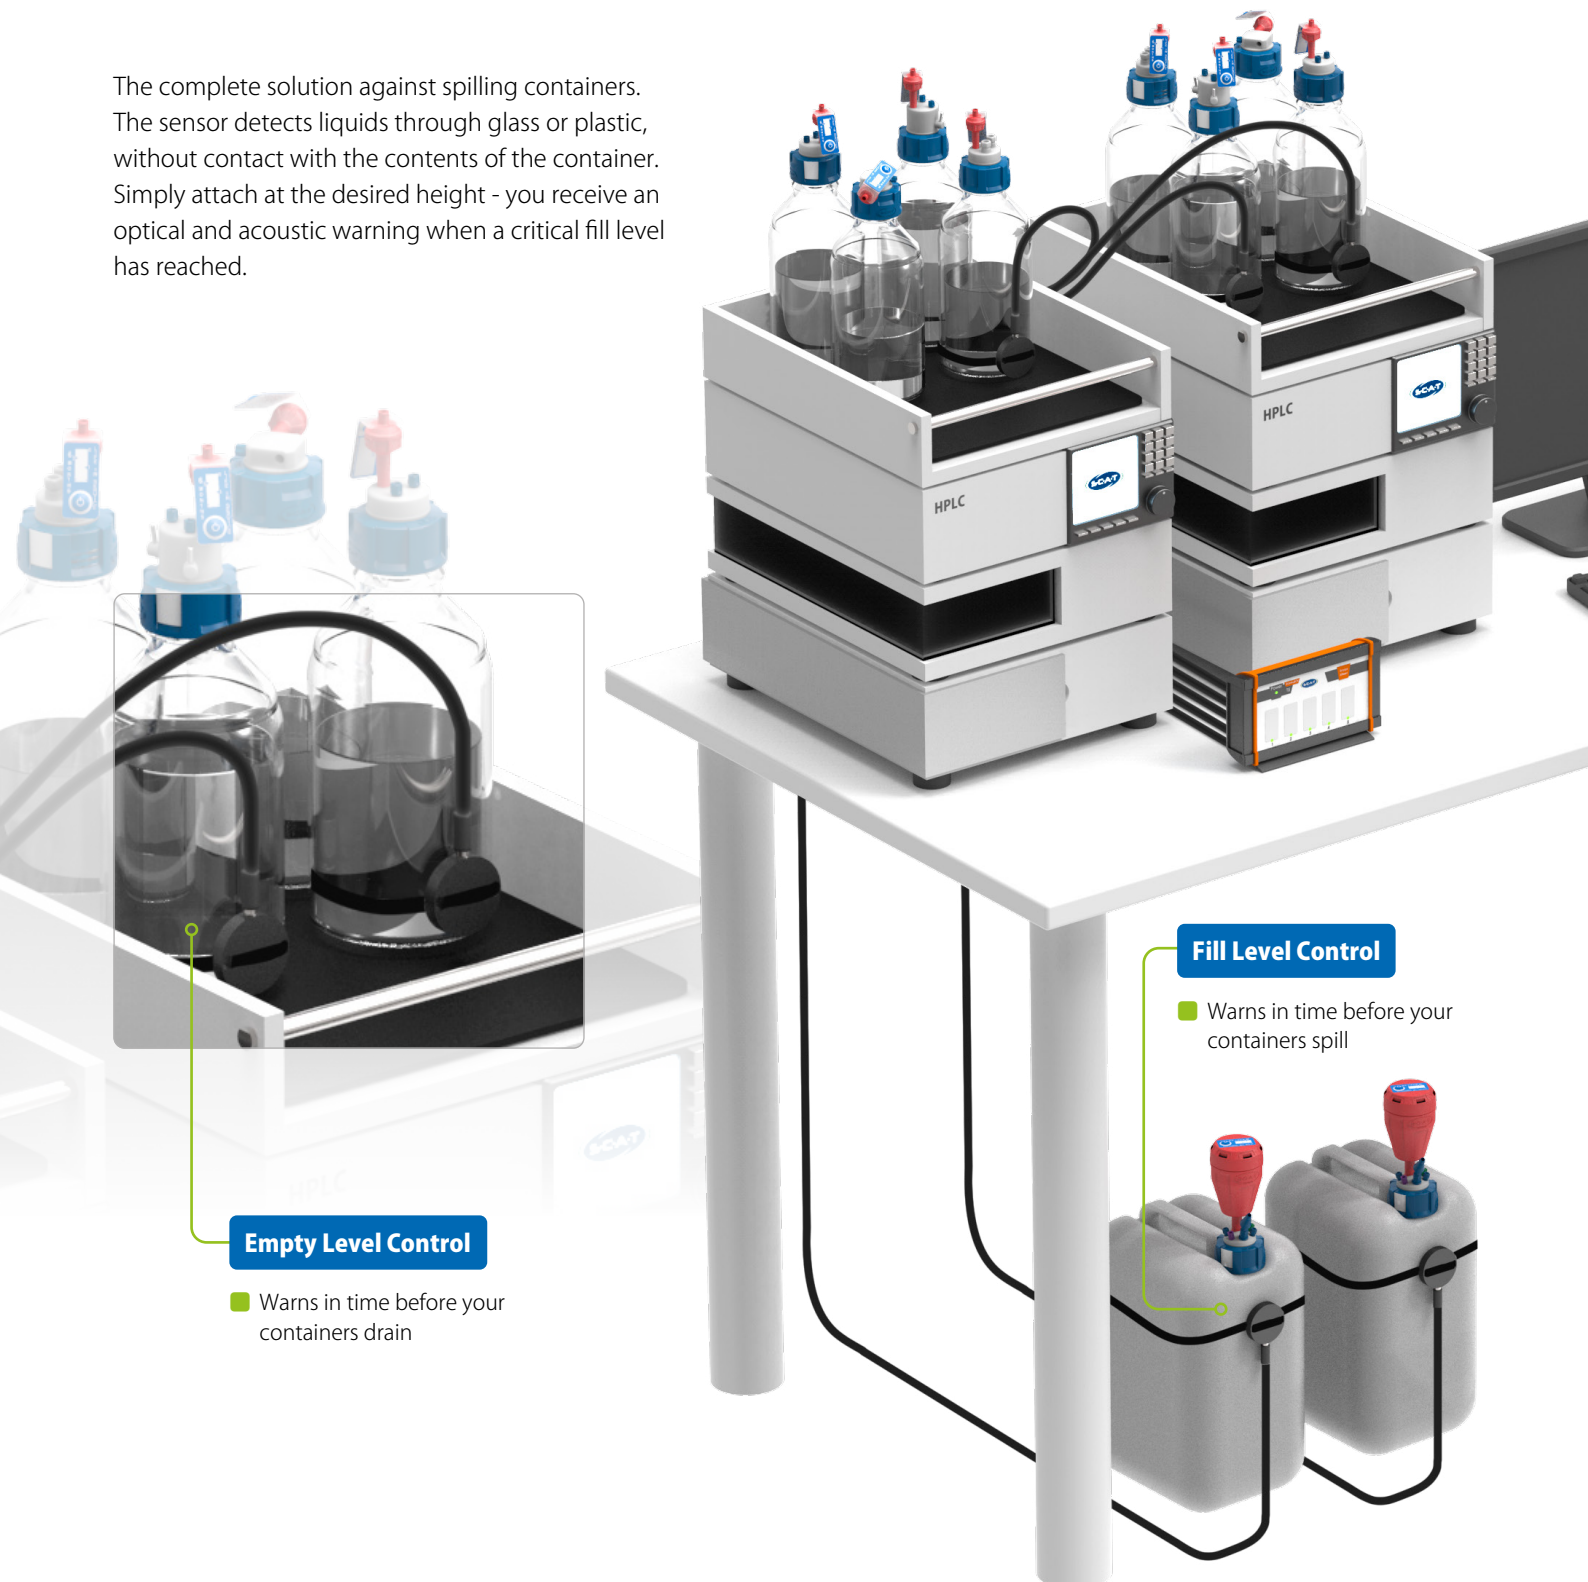 The complete solution against spilling containers.
The sensor detects liquids through glass or plastic,
without contact with the contents of the container.
Simply attach at the desired height - you receive an
optical and acoustic warning when a critical fill level
has reached.
HPLC
S·C·A·T
HPLC
S·C·A·T
Fill Level Control
Warns in time before your
containers spill
S·C·A·T
HPLC
Empty Level Control
Warns in time before your
containers drain